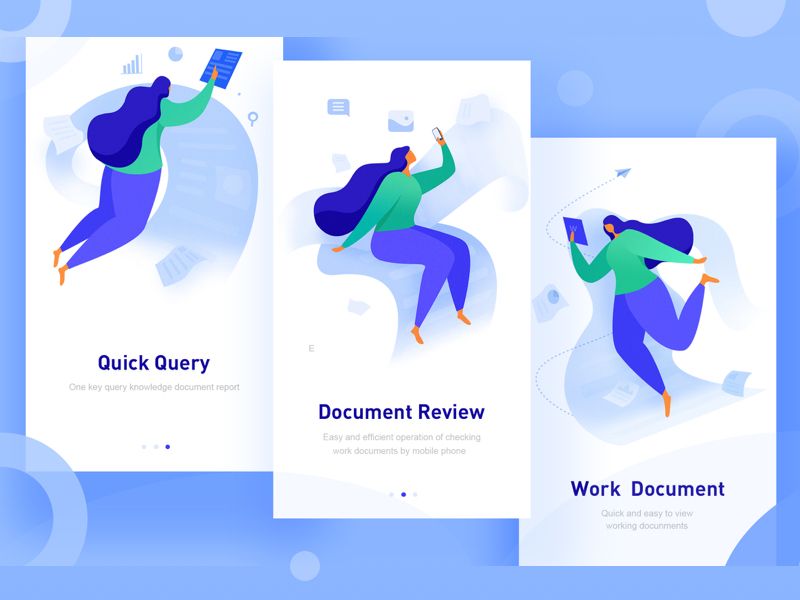 Quick Query
One key query knowledge document report
E
Document Review
Easy and efficient operation of checking
work documents by mobile phone
W
Work Document
Quick and easy to view
working docunments